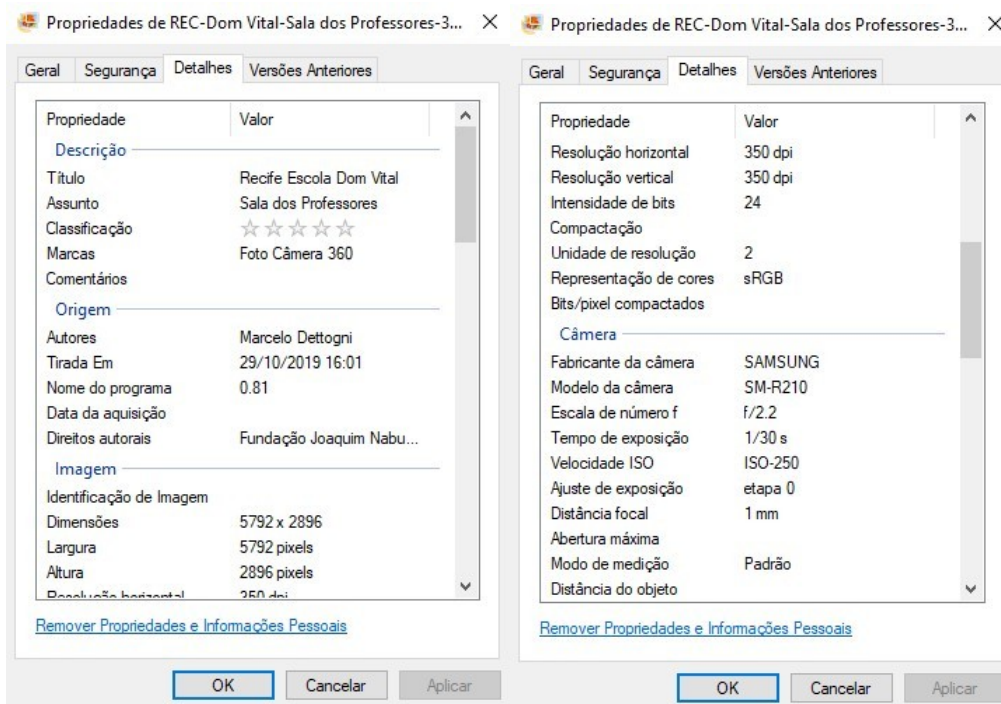 Propriedades de REC-Dom Vital-Sala dos Professores-3...
Geral Segurança Detalhes Versões Anteriores
Propriedade Valor
Descrição
Título Recife Escola Dom Vital
Assunto Sala dos Professores
Classificação
Marcas Foto Câmera 360
Comentários
Origem
Autores Marcelo Dettogni
Tirada Em 29/10/2019 16:01
Nome do programa 0.81
Data da aquisição
Direitos autorais Fundação Joaquim Nabu...
Imagem
Identificação de Imagem
Dimensões 5792 x 2896
Largura 5792 pixels
Altura 2896 pixels
Resolução horizontal 350 dpi
Remover Propriedades e Informações Pessoais
OK Cancelar Aplicar
Propriedades de REC-Dom Vital-Sala dos Professores-3...
Geral Segurança Detalhes Versões Anteriores
Propriedade Valor
Resolução horizontal 350 dpi
Resolução vertical 350 dpi
Intensidade de bits 24
Compactação
Unidade de resolução 2
Representação de cores sRGB
Bits/pixel compactados
Câmera
Fabricante da câmera SAMSUNG
Modelo da câmera SM-R210
Escala de número f f/2.2
Tempo de exposição 1/30 s
Velocidade ISO ISO-250
Ajuste de exposição etapa 0
Distância focal 1 mm
Abertura máxima
Modo de medição Padrão
Distância do objeto
Remover Propriedades e Informações Pessoais
OK Cancelar Aplicar